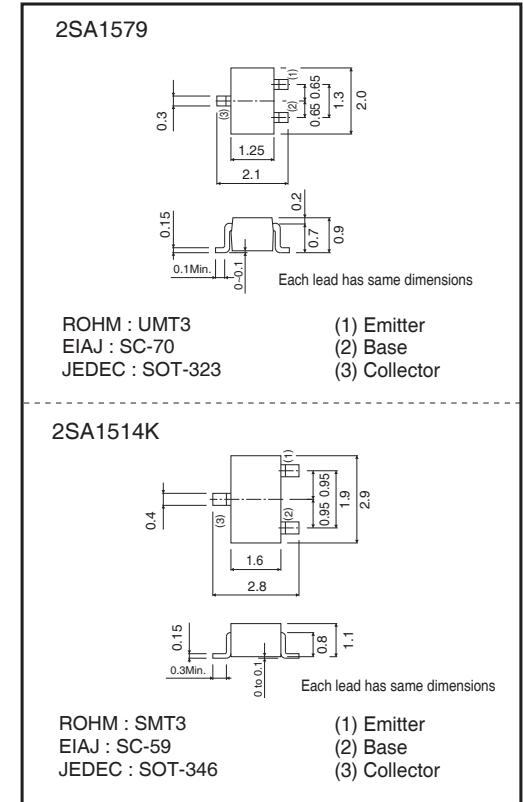 2SA1579
(1)
0.65
0.65
1.3
2.0
(2)
(3)
0.3
1.25
2.1
0.2
0.15
0.7
0.9
0.1Min.
0~0.1
Each lead has same dimensions
ROHM : UMT3
EIAJ : SC-70
JEDEC : SOT-323
(1) Emitter
(2) Base
(3) Collector
2SA1514K
(1)
0.95
0.95
1.9
2.9
(2)
(3)
0.4
1.6
2.8
0.15
0.8
1.1
0.3Min.
0 to 0.1
Each lead has same dimensions
ROHM : SMT3
EIAJ : SC-59
JEDEC : SOT-346
(1) Emitter
(2) Base
(3) Collector